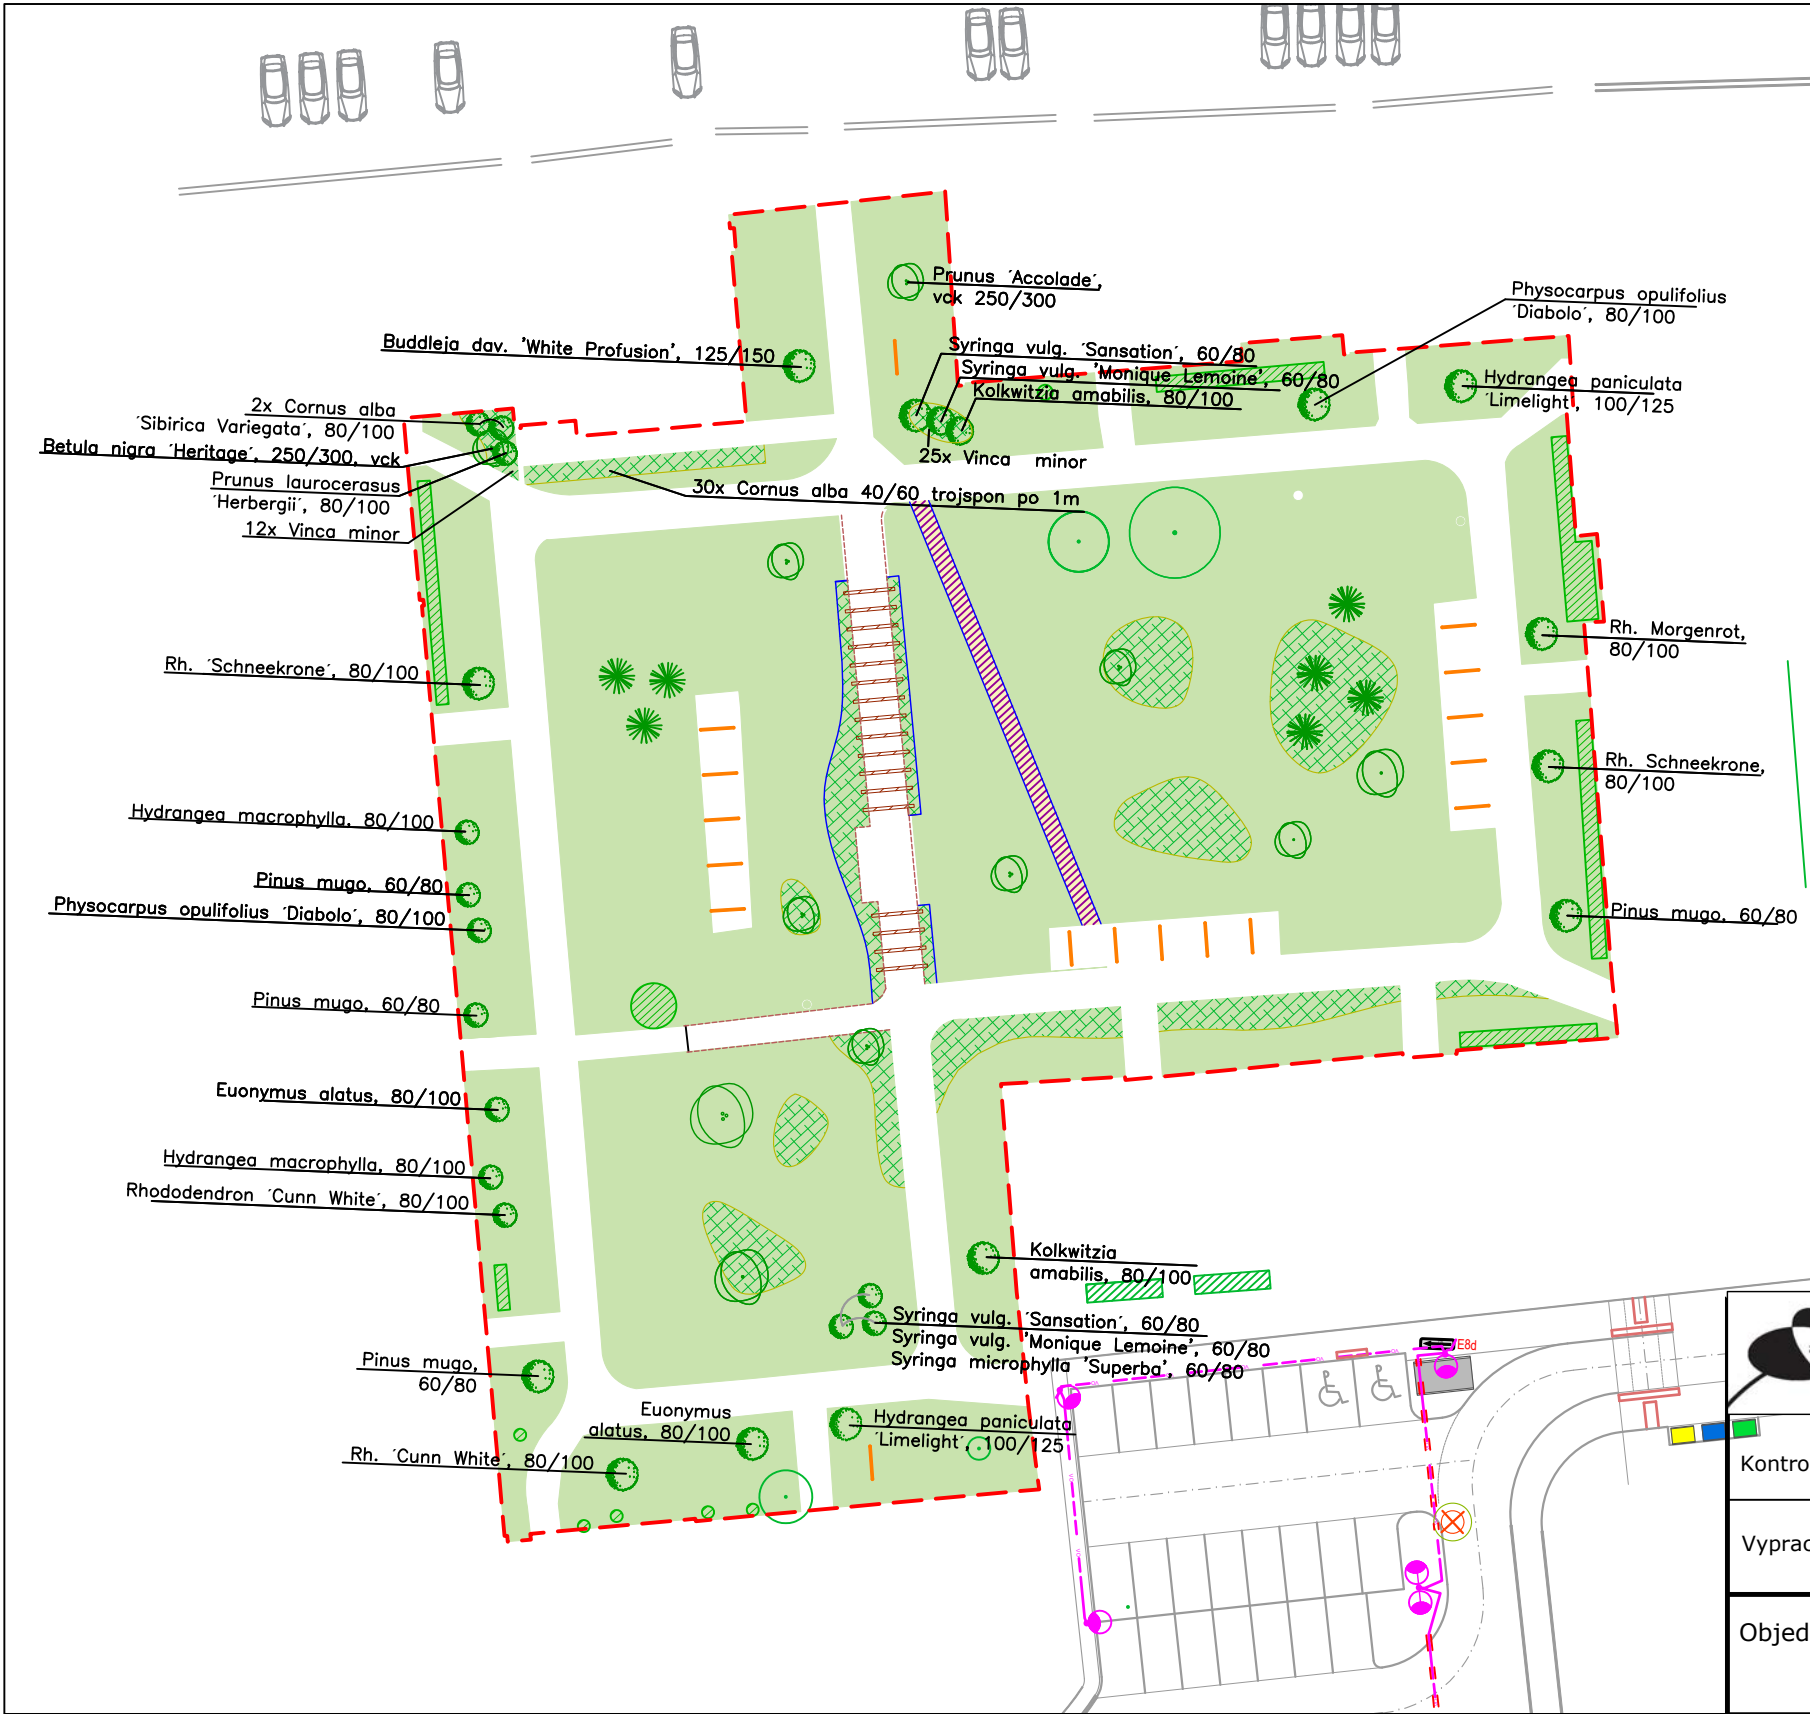 Prunus ´Accolade´,
vck 250/300
Physocarpus opulifolius
´Diabolo´, 80/100
Buddleja dav. 'White Profusion', 125/150
Syringa vulg. ´Sansation´, 60/80
Syringa vulg. 'Monique Lemoine', 60/80
Kolkwitzia amabilis, 80/100
Hydrangea paniculata
´Limelight´, 100/125
2x Cornus alba
´Sibirica Variegata´, 80/100
Betula nigra ´Heritage´, 250/300, vck
25x Vinca minor
Prunus laurocerasus
´Herbergii´, 80/100
30x Cornus alba 40/60 trojspon po 1m
12x Vinca minor
Rh. ´Schneekrone´, 80/100
Rh. Morgenrot,
80/100
Rh. Schneekrone,
80/100
Hydrangea macrophylla. 80/100
Pinus mugo, 60/80
Physocarpus opulifolius ´Diabolo´, 80/100
Pinus mugo. 60/80
Pinus mugo, 60/80
Euonymus alatus, 80/100
Hydrangea macrophylla, 80/100
Rhododendron ´Cunn White´, 80/100
Kolkwitzia
amabilis, 80/100
Syringa vulg. ´Sansation´, 60/80
Syringa vulg. 'Monique Lemoine', 60/80
Syringa microphylla 'Superba', 60/80
E8d
Pinus mugo,
60/80
Euonymus
alatus, 80/100
Hydrangea paniculata
´Limelight´, 100/125
Rh. ´Cunn White´, 80/100
Kontro
Vyprac
Objed